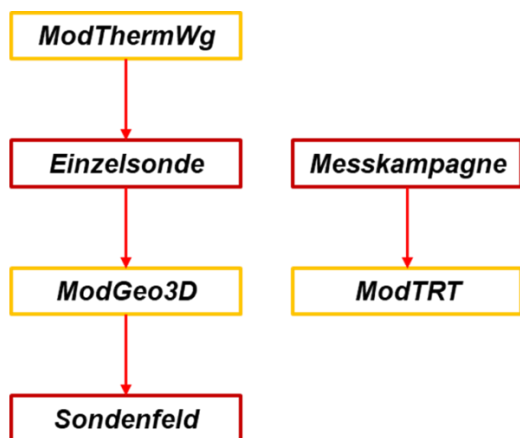 ModThermWg
Einzelsonde
Messkampagne
ModGeo3D
ModTRT
Sondenfeld